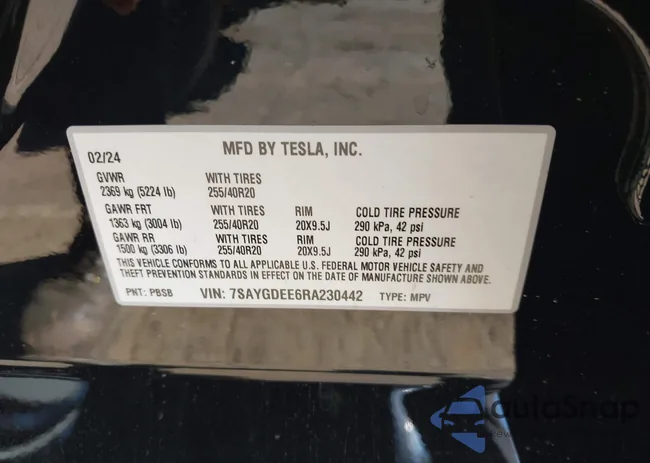 02/24 MFD BY TESLA, INC.
GVWR WITH TIRES
2369 kg (5224 lb) 255/40R20
GAWR FRT WITH TIRES RIM COLD TIRE PRESSURE
1363 kg (3004 lb) 255/40R20 20X9.5J 290 kPa, 42 psi
GAWR RR WITH TIRES RIM COLD TIRE PRESSURE
1500 kg (3306 lb) 255/40R20 20X9.5J 290 kPa, 42 psi
THIS VEHICLE CONFORMS TO ALL APPLICABLE U.S. FEDERAL MOTOR VEHICLE SAFETY AND
THEFT PREVENTION STANDARDS IN EFFECT ON THE DATE OF MANUFACTURE SHOWN ABOVE.
PNT: PBSB VIN: 7SAYGDEE6RA230442 TYPE: MPV
autoSnap